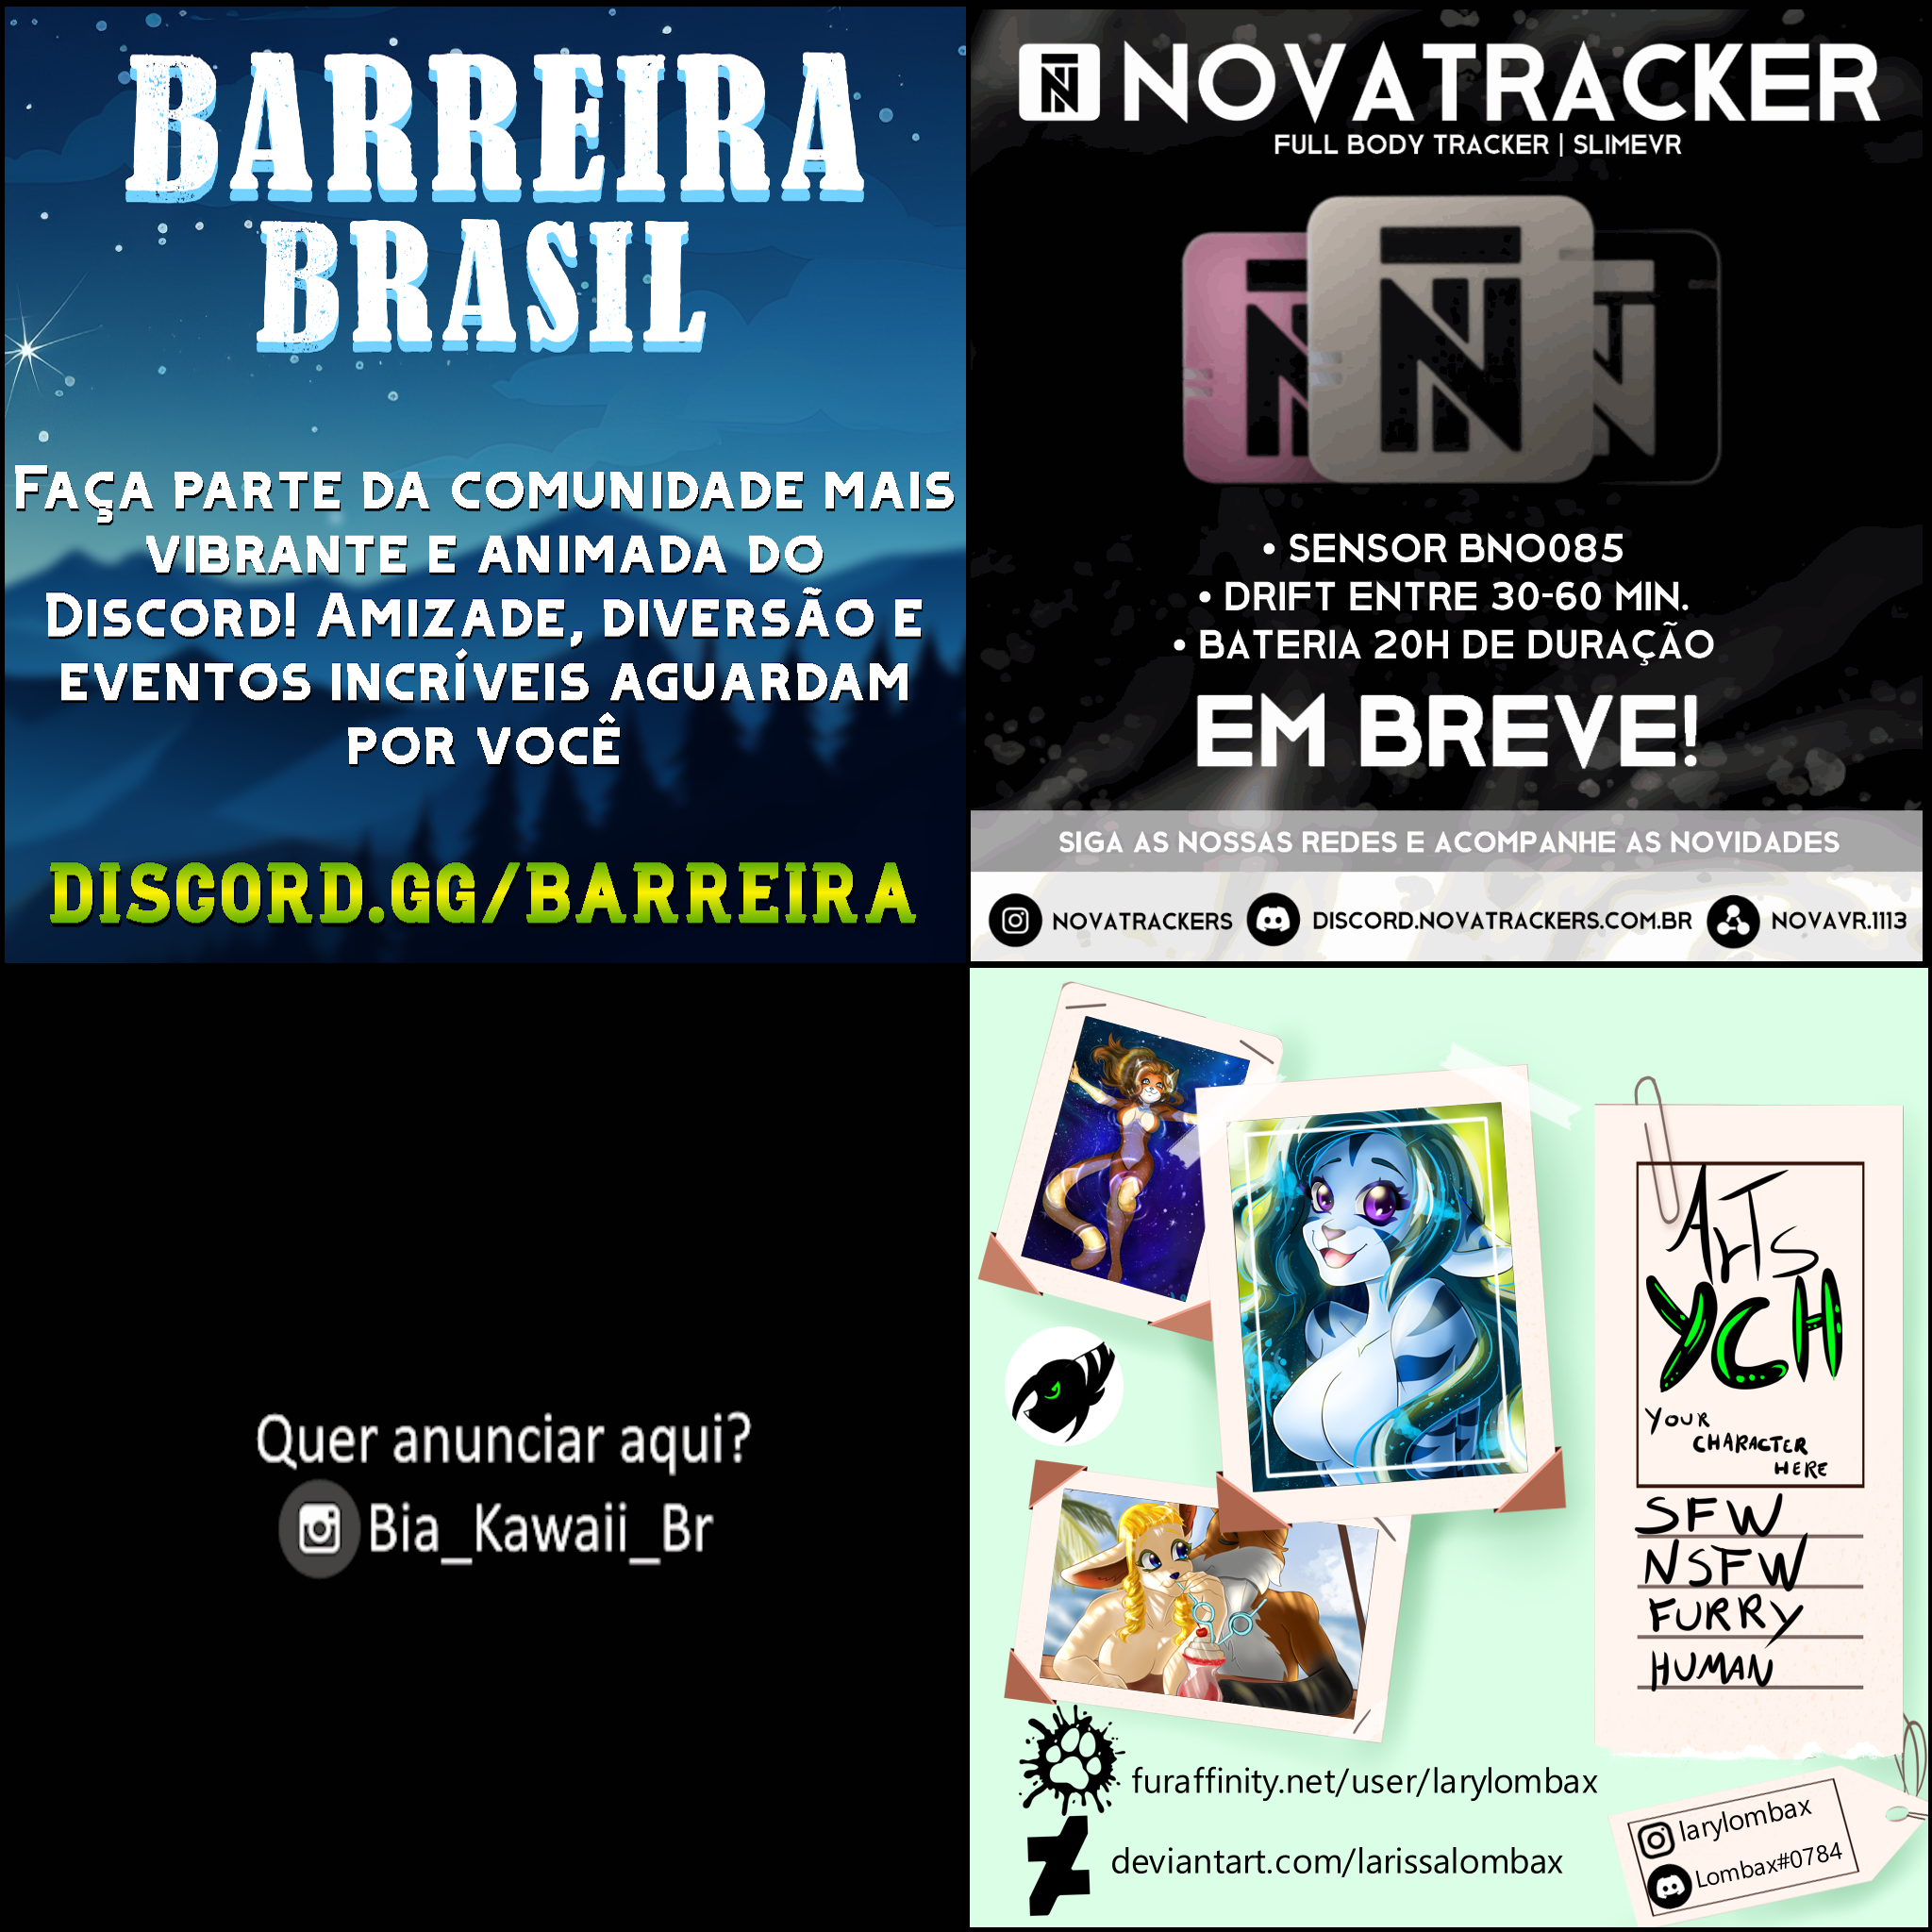 BARREIRA
BRASIL
Faça parte da comunidade mais
vibrante e animada do
Discord! Amizade, diversão e
eventos incríveis aguardam
por você
DISCORD.GG/BARREIRA
NOVATRACKER
FULL BODY TRACKER | SLIMEVR
• SENSOR BNO085
• DRIFT ENTRE 30-60 MIN.
• BATERIA 20H DE DURAÇÃO
EM BREVE!
SIGA AS NOSSAS REDES E ACOMPANHE AS NOVIDADES
NOVATRACKERS DISCORD.NOVATRACKERS.COM.BR NOVAVR.1113
Quer anunciar aqui?
Bia_Kawaii_Br
ArTs
YCH
YOUR
CHARACTER
HERE
SFW
NSFW
FURRY
HUMAN
furaffinity.net/user/larylombax
deviantart.com/larissalombax
larylombax
Lombax#0784